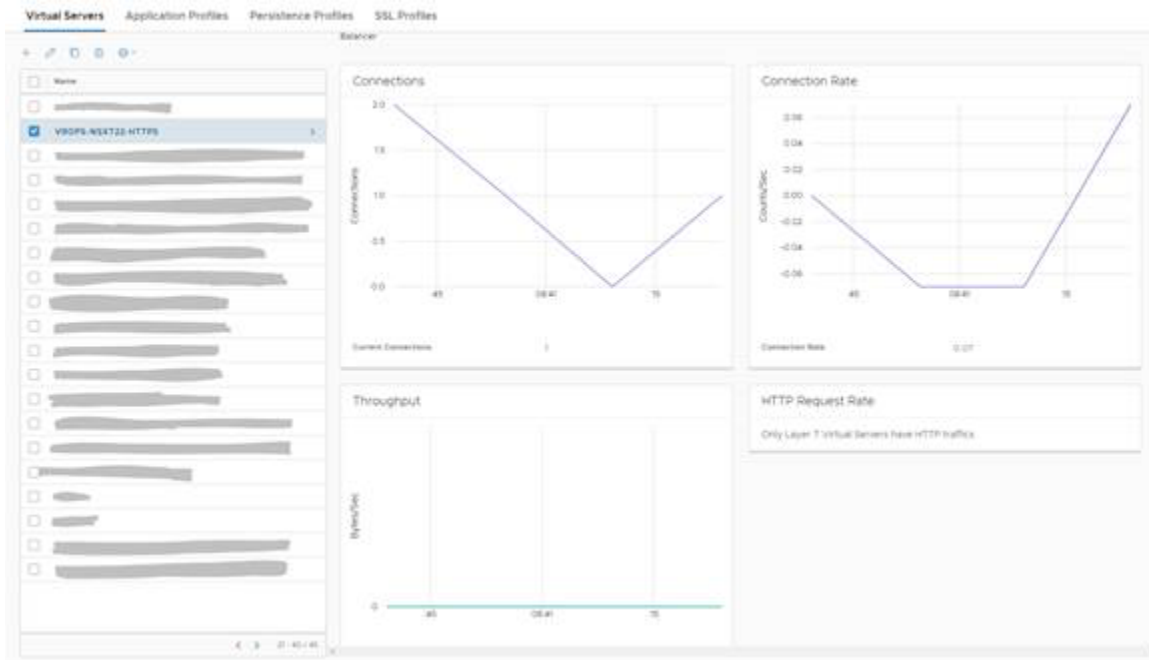 Virtual Servers Application Profiles Persistence Profiles SSL Profiles
Balancer
Name
VROPS-NSXT22-HTTPS
Connections
2.0
1.5
1.0
0.5
0.0
Connections
:45
08:41
:15
Current Connections 1
Connection Rate
0.06
0.04
0.02
0.00
-0.02
-0.04
-0.06
Counts/Sec
:45
08:41
:15
Connection Rate 0.07
Throughput
Bytes/Sec
0
:45
08:41
:15
HTTP Request Rate
Only Layer 7 Virtual Servers have HTTP traffics